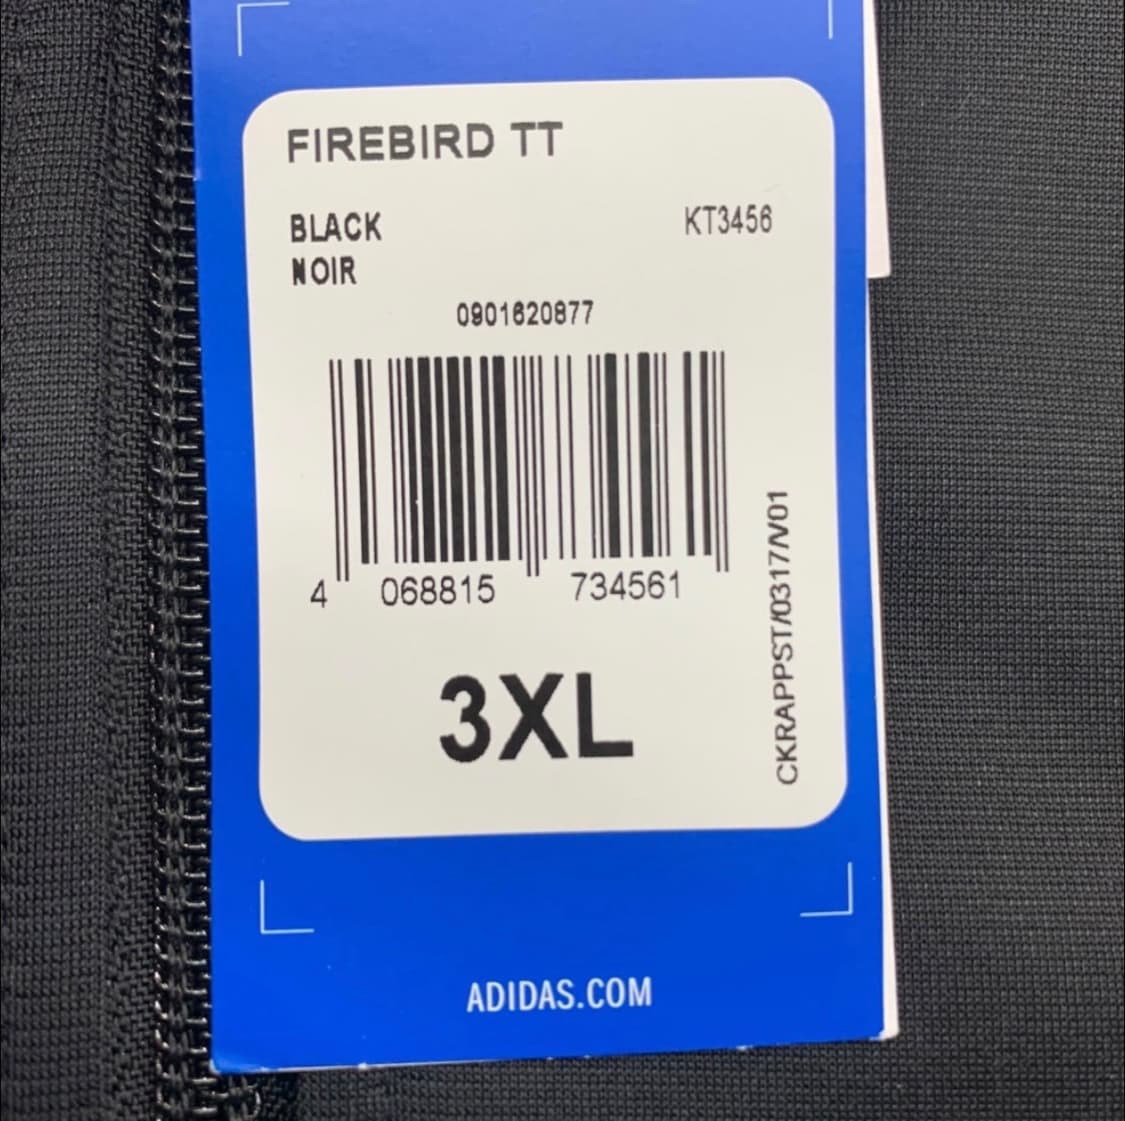 FIREBIRD TT
BLACK
KT3456
NOIR
0901620877
4 068815 734561
3XL
CKRAPPST/0317/V01
ADIDAS.COM